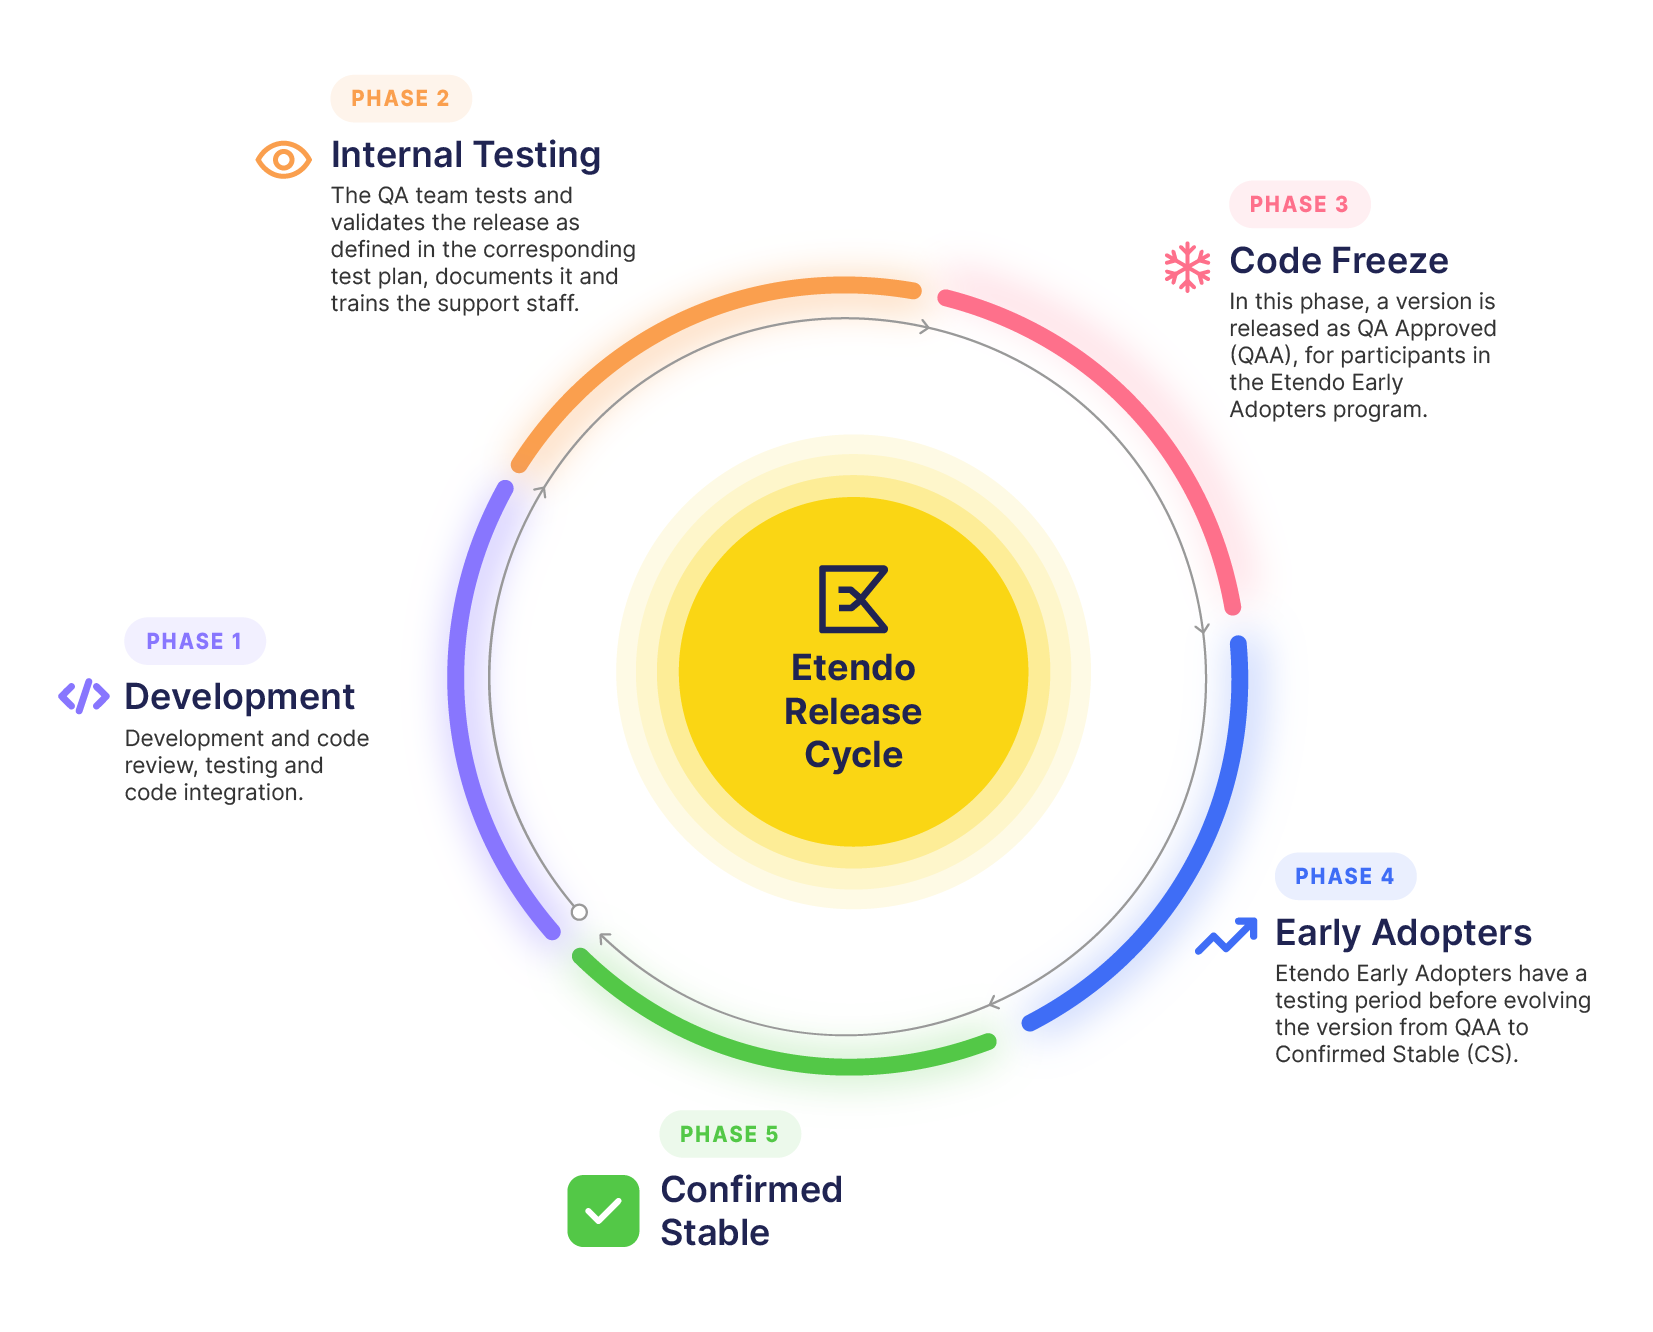 PHASE 2
Internal Testing
The QA team tests and
validates the release as
defined in the corresponding
test plan, documents it and
trains the support staff.
PHASE 3
Code Freeze
In this phase, a version is
released as QA Approved
(QAA), for participants in
the Etendo Early
Adopters program.
PHASE 1
Development
Development and code
review, testing and
code integration.
Etendo
Release
Cycle
PHASE 4
Early Adopters
Etendo Early Adopters have a
testing period before evolving
the version from QAA to
Confirmed Stable (CS).
PHASE 5
Confirmed
Stable